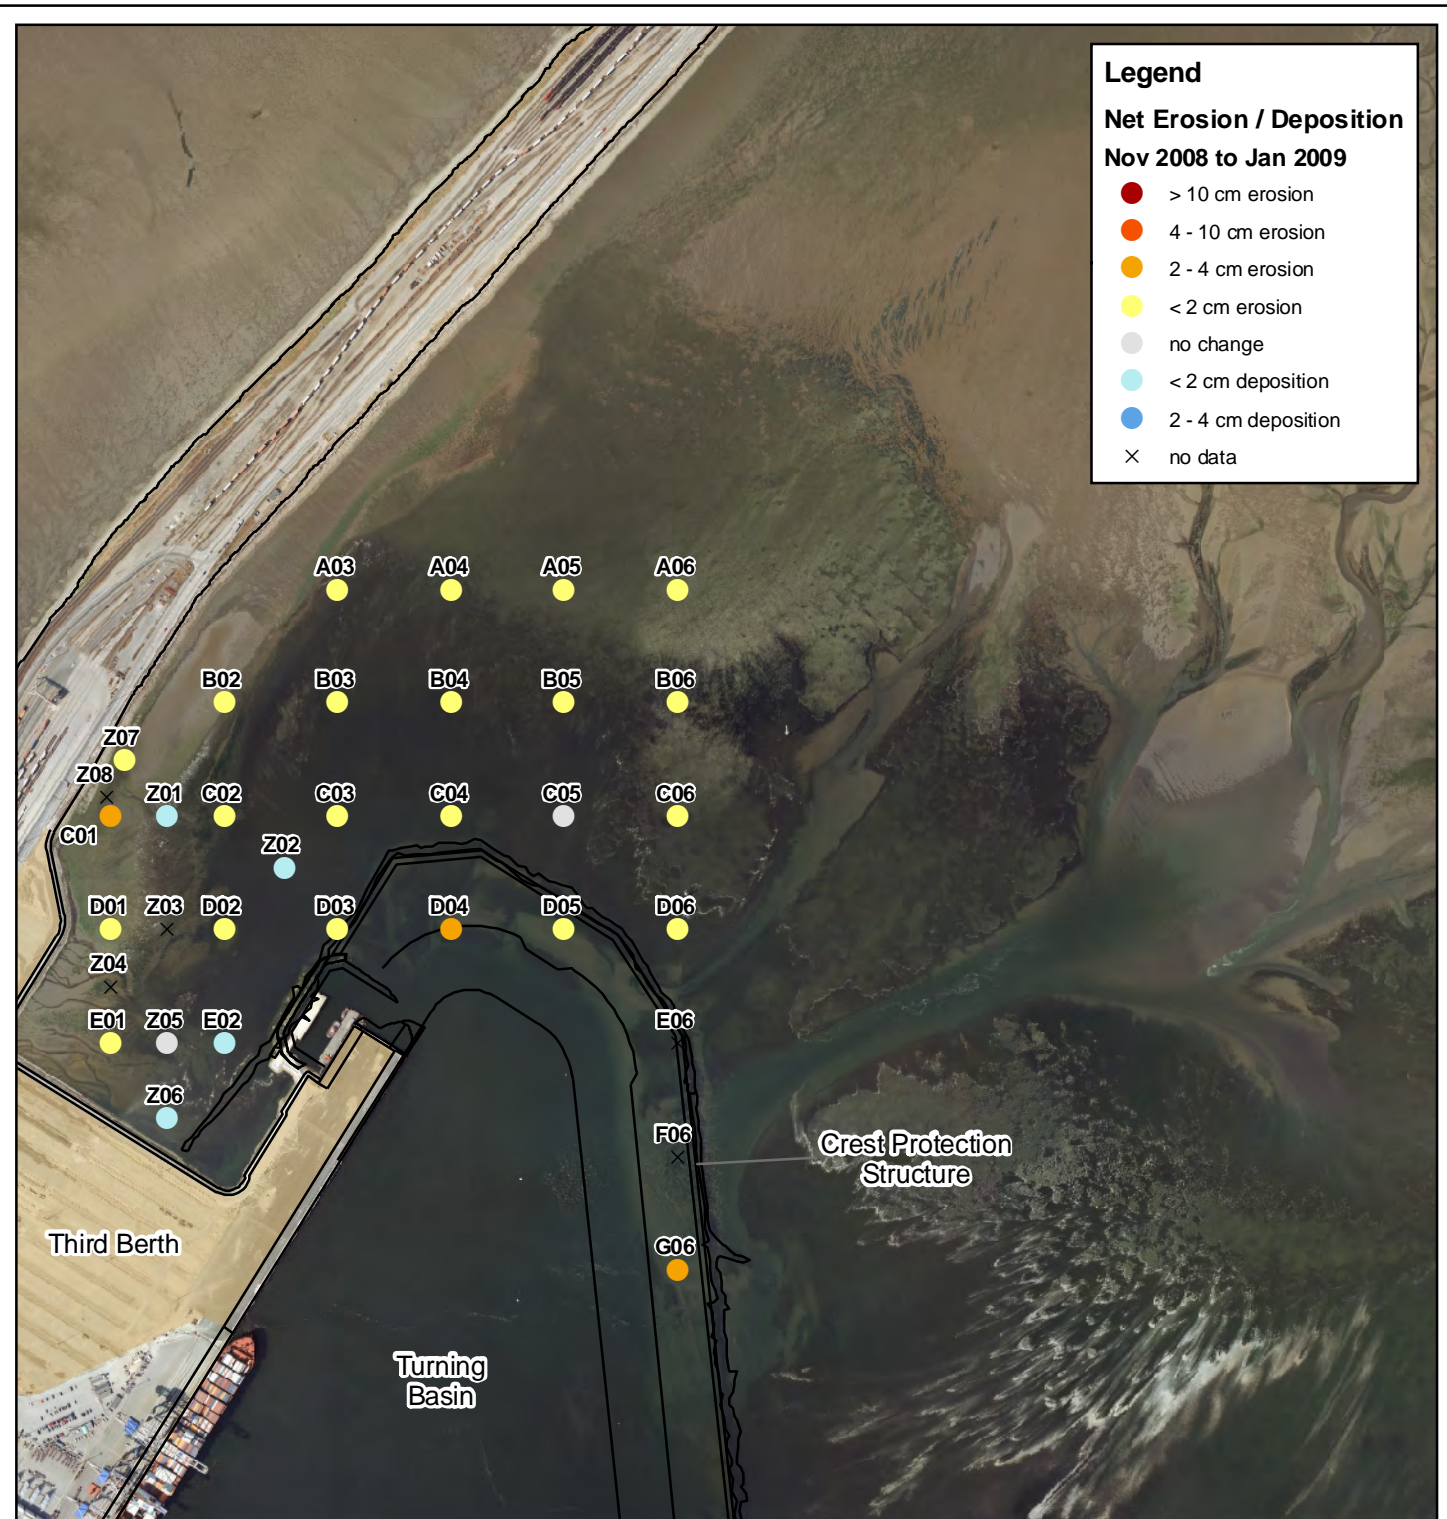 Legend
Net Erosion / Deposition
Nov 2008 to Jan 2009
> 10 cm erosion
4 - 10 cm erosion
2 - 4 cm erosion
< 2 cm erosion
no change
< 2 cm deposition
2 - 4 cm deposition
no data
A03 A04 A05 A06
B02 B03 B04 B05 B06
Z07
Z08
Z01 C02 C03 C04 C05 C06
C01
Z02
D01 Z03 D02 D03 D04 D05 D06
Z04
E01 Z05 E02 E06
Z06
F06
Crest Protection
Structure
Third Berth
G06
Turning
Basin